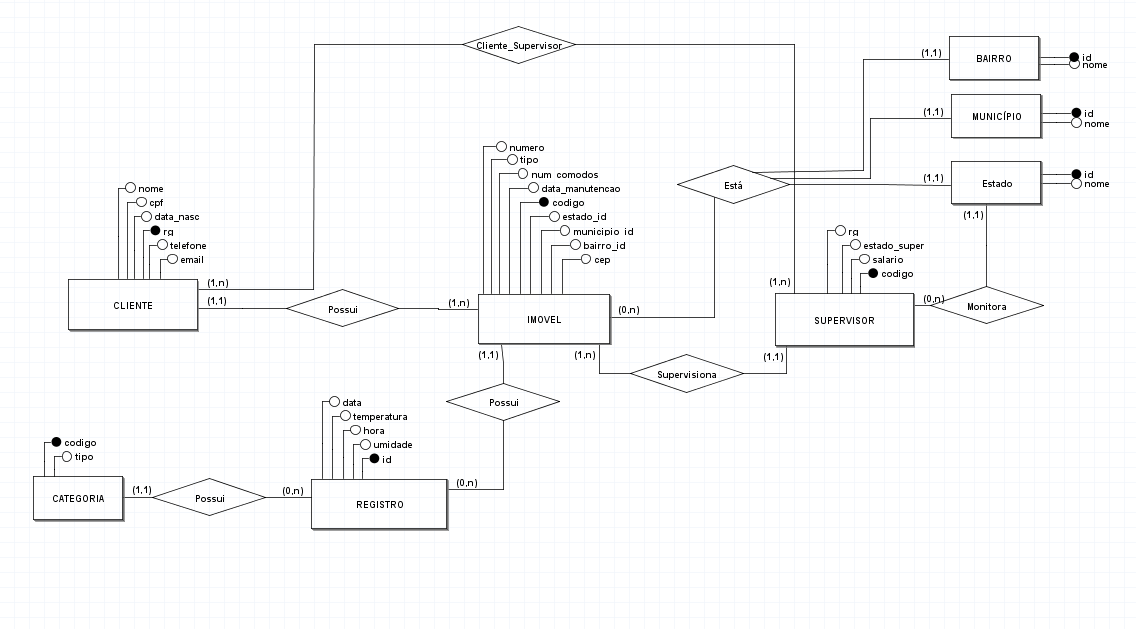 Cliente_Supervisor
(1,1)
BAIRRO
id
nome
(1,1)
MUNICÍPIO
id
nome
numero
tipo
num_comodos
data_manutencao
codigo
estado_id
municipio_id
bairro_id
cep
Está
(1,1)
Estado
id
nome
(1,1)
nome
cpf
data_nasc
rg
telefone
email
rg
estado_super
salario
codigo
(1,n)
(1,1)
CLIENTE
Possui
(1,n)
IMOVEL
(0,n)
(1,n)
SUPERVISOR
(0,n)
Monitora
(1,1)
(1,n)
Supervisiona
(1,1)
Possui
data
temperatura
hora
umidade
id
codigo
tipo
CATEGORIA
(1,1)
Possui
(0,n)
REGISTRO
(0,n)